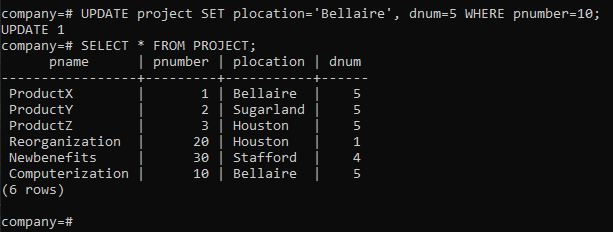 company=# UPDATE project SET plocation='Bellaire', dnum=5 WHERE pnumber=10;
UPDATE 1
company=# SELECT * FROM PROJECT;
     pname      | pnumber | plocation | dnum
----------------+---------+-----------+------
 ProductX       |       1 | Bellaire  |    5
 ProductY       |       2 | Sugarland |    5
 ProductZ       |       3 | Houston   |    5
 Reorganization |      20 | Houston   |    1
 Newbenefits    |      30 | Stafford  |    4
 Computerization |      10 | Bellaire  |    5
(6 rows)
company=#